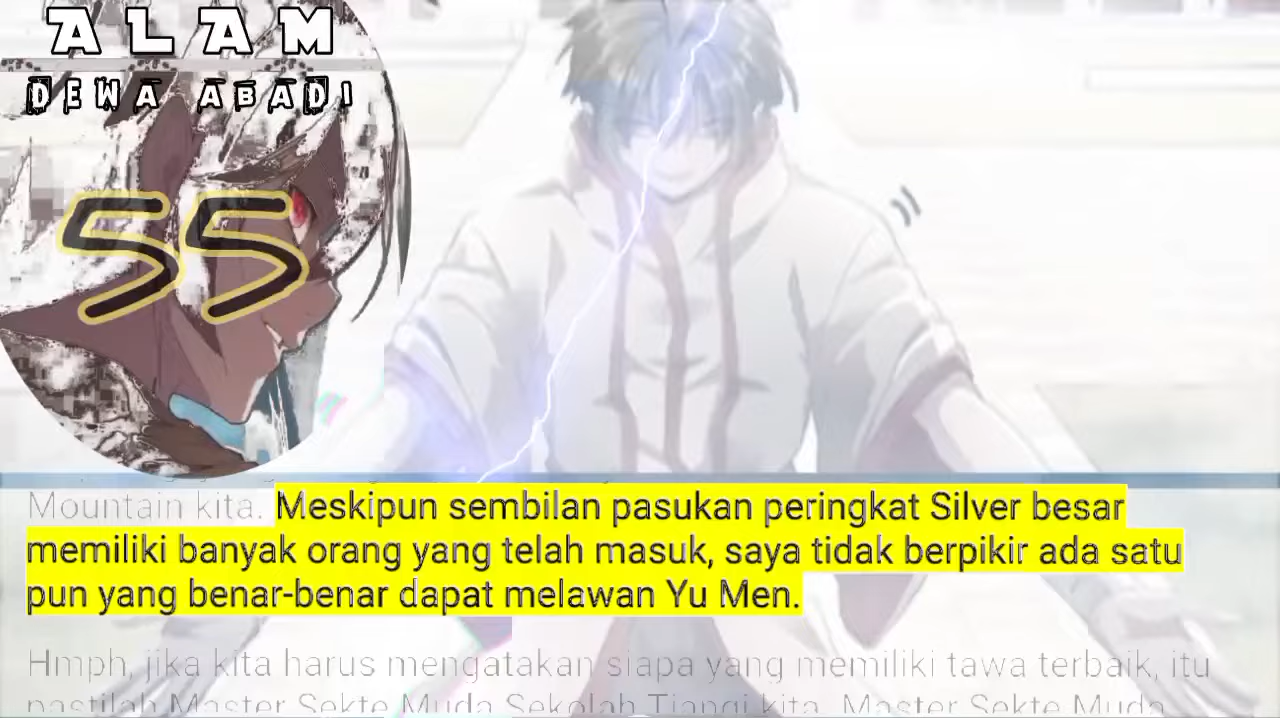 ALAM
DEWA ABADI
55
Mountain kita. Meskipun sembilan pasukan peringkat Silver besar
memiliki banyak orang yang telah masuk, saya tidak berpikir ada satu
pun yang benar-benar dapat melawan Yu Men.
Hmph, jika kita harus mengatakan siapa yang memiliki tawa terbaik, itu
pastilah Master Sekte Muda Sekolah Tianqi kita. Master Sekte Muda